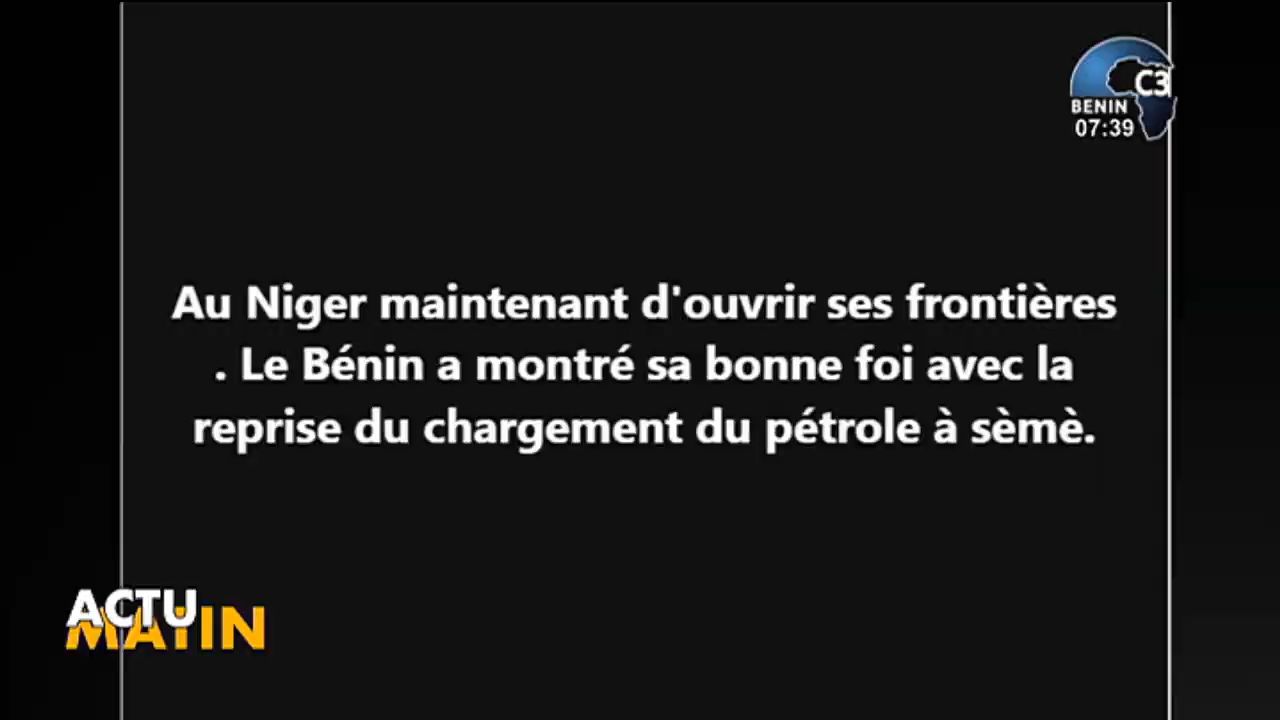 C3
BENIN
07:39
Au Niger maintenant d'ouvrir ses frontières
. Le Bénin a montré sa bonne foi avec la
reprise du chargement du pétrole à sèmè.
ACTU
MATIN